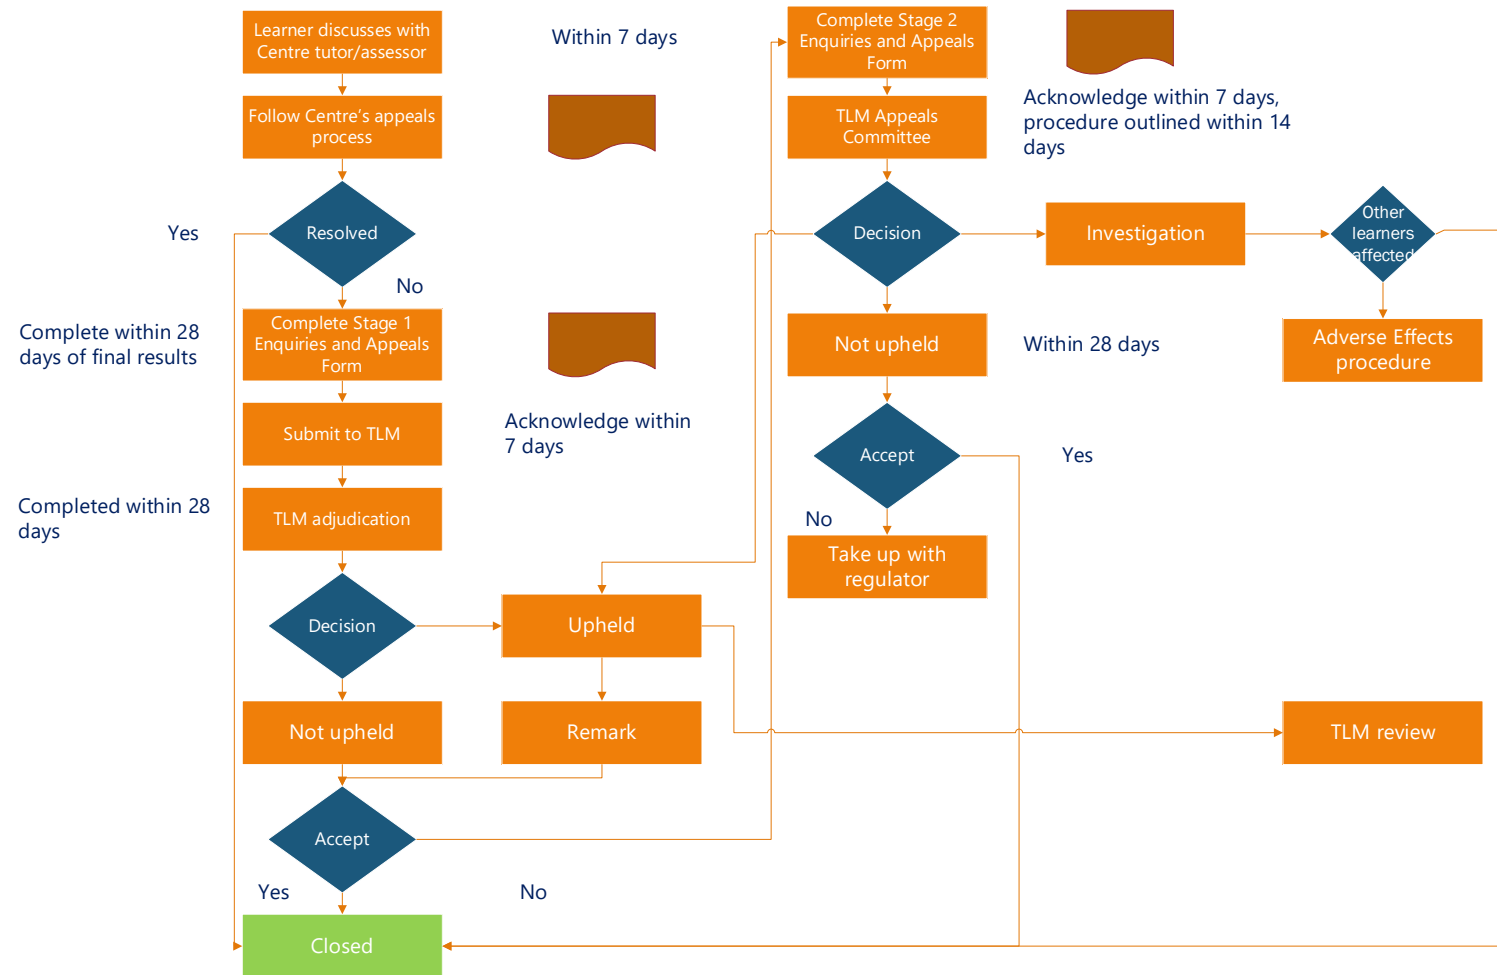 Learner discusses with
Centre tutor/assessor
Within 7 days
Follow Centre's appeals
process
Yes
Resolved
No
Complete within 28
days of final results
Complete Stage 1
Enquiries and Appeals
Form
Submit to TLM
Acknowledge within
7 days
Completed within 28
days
TLM adjudication
Decision
Upheld
Not upheld
Remark
Accept
Yes
No
Closed
Complete Stage 2
Enquiries and Appeals
Form
Acknowledge within 7 days,
procedure outlined within 14
days
TLM Appeals
Committee
Decision
Investigation
Other
learners
affected
Not upheld
Within 28 days
Adverse Effects
procedure
Accept
Yes
No
Take up with
regulator
TLM review